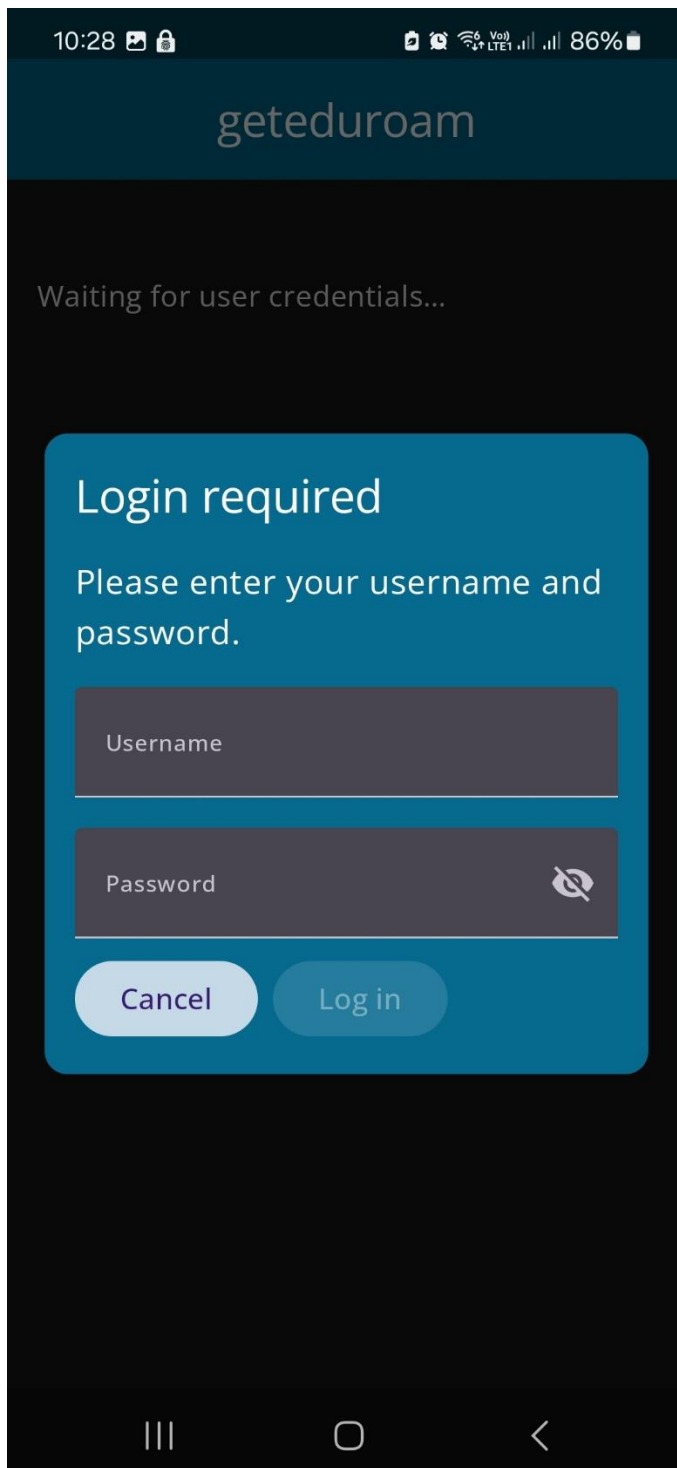 10:28 86%
geteduroam
Waiting for user credentials...
Login required
Please enter your username and
password.
Username
Password
Cancel Log in